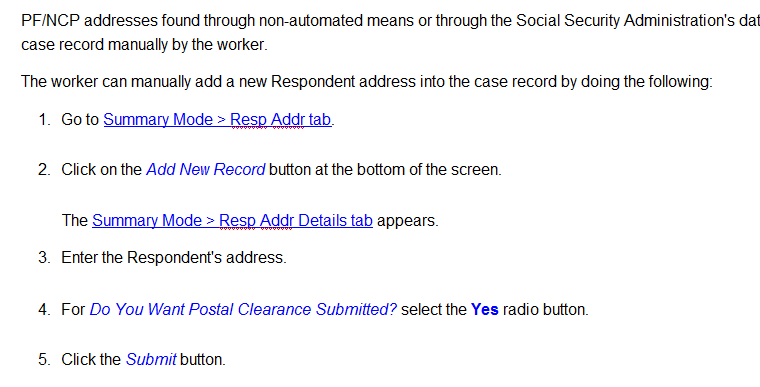 PF/NCP addresses found through non-automated means or through the Social Security Administration's
case record manually by the worker.
The worker can manually add a new Respondent address into the case record by doing the following:
1. Go to Summary Mode > Resp Addr tab.
2. Click on the Add New Record button at the bottom of the screen.
The Summary Mode > Resp Addr Details tab appears.
3. Enter the Respondent's address.
4. For Do You Want Postal Clearance Submitted? select the Yes radio button.
5. Click the Submit button.